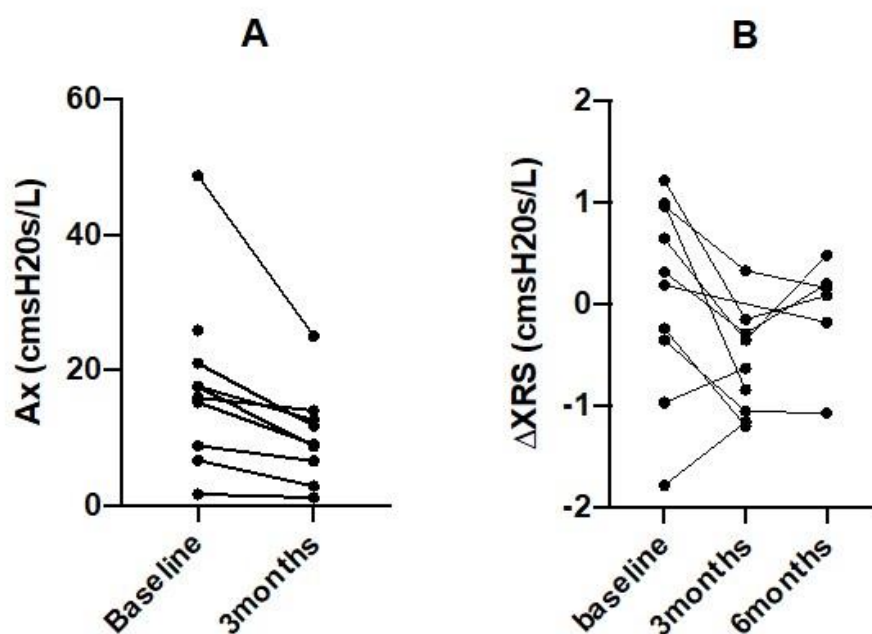 A
Ax (cmsH20s/L)
60
40
20
0
Baseline
3months
B
ΔXRS (cmsH20s/L)
2
1
0
-1
-2
baseline
3months
6months